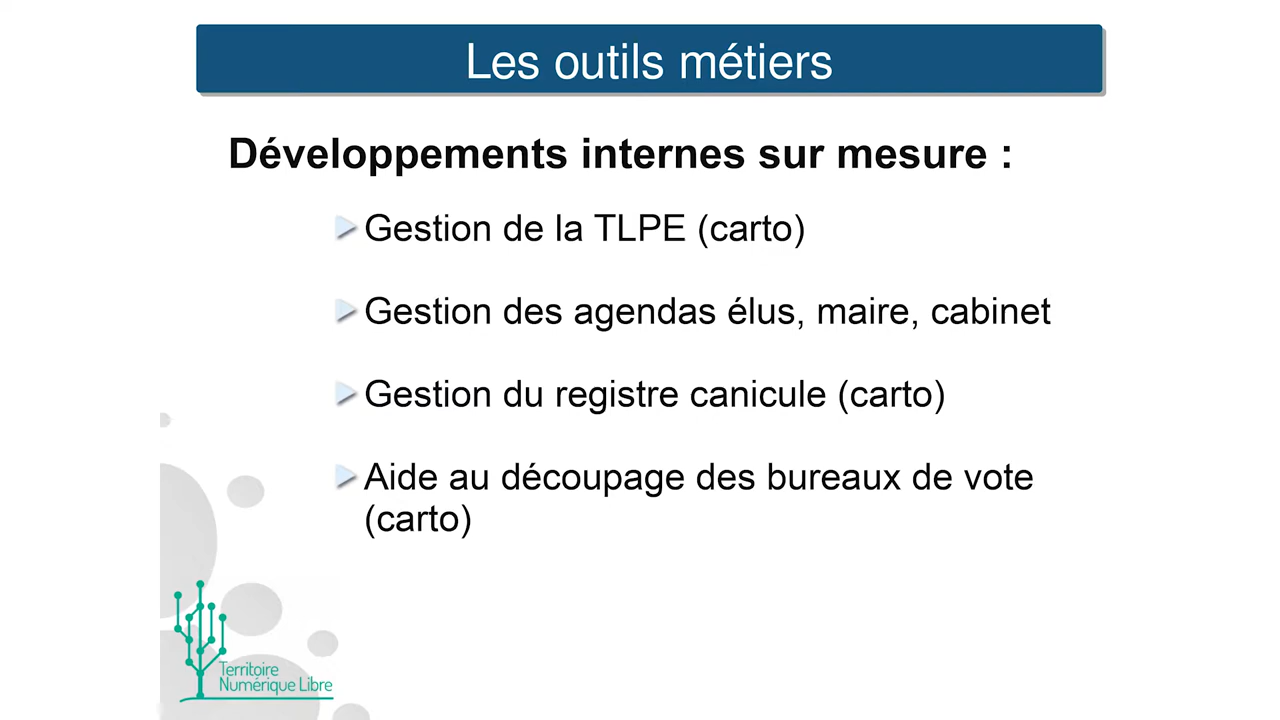 Les outils métiers
Développements internes sur mesure :
Gestion de la TLPE (carto)
Gestion des agendas élus, maire, cabinet
Gestion du registre canicule (carto)
Aide au découpage des bureaux de vote
(carto)
Territoire
Numérique Libre